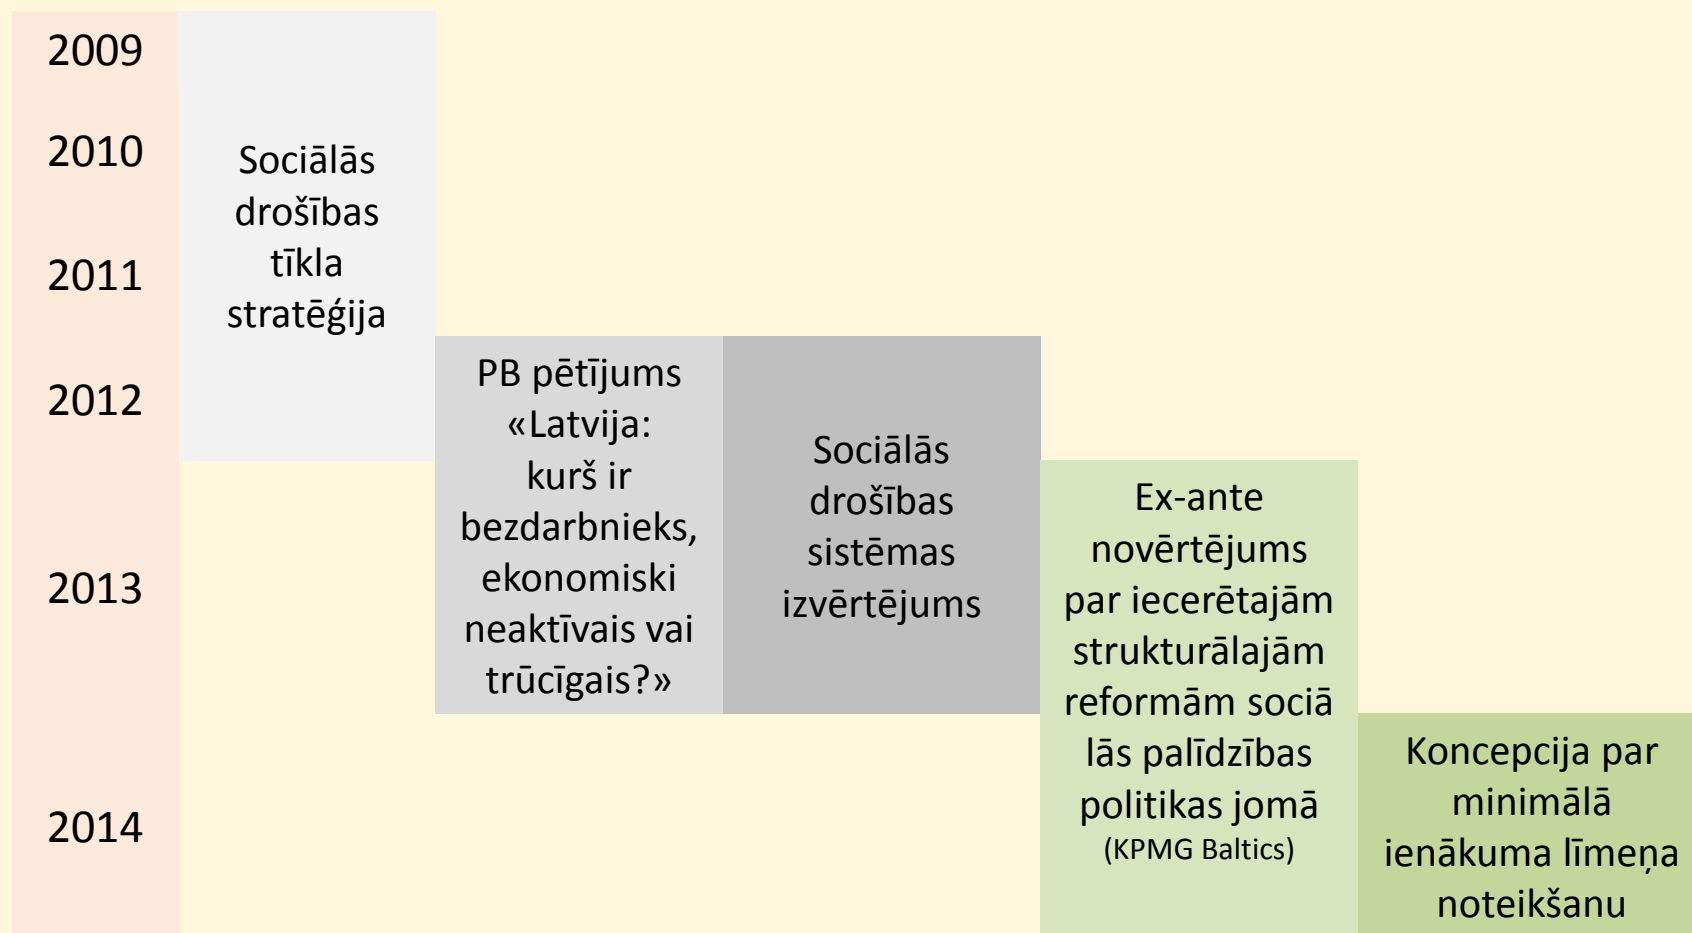 2009
2010
2011
2012
2013
2014
Sociālās
drošības
tīkla
stratēģija
PB pētījums
«Latvija:
kurš ir
bezdarbnieks,
ekonomiski
neaktīvais vai
trūcīgais?»
Sociālās
drošības
sistēmas
izvērtējums
Ex-ante
novērtējums
par iecerētajām
strukturālajām
reformām sociā
lās palīdzības
politikas jomā
(KPMG Baltics)
Koncepcija par
minimālā
ienākuma līmeņa
noteikšanu